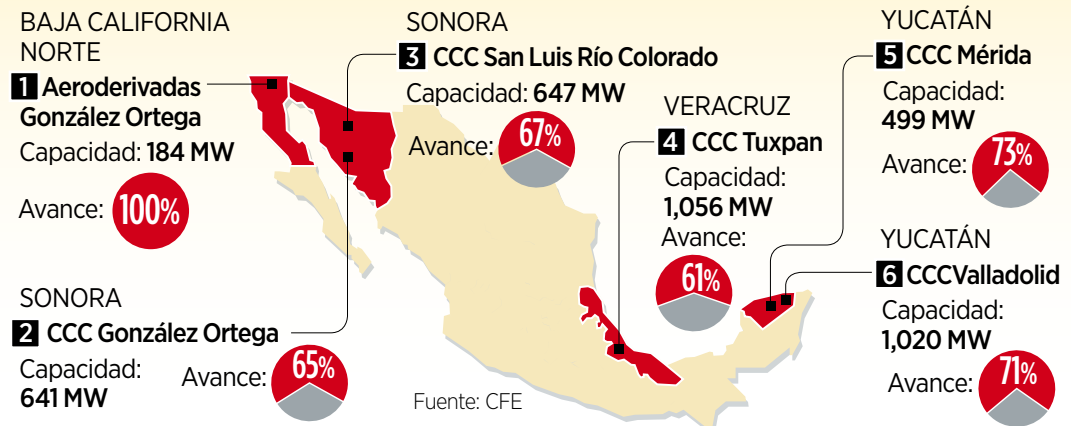 BAJA CALIFORNIA
NORTE
1 Aeroderivadas
González Ortega
Capacidad: 184 MW
Avance: 100%
SONORA
2 CCC González Ortega
Capacidad:
641 MW
Avance: 65%
SONORA
3 CCC San Luis Río Colorado
Capacidad: 647 MW
Avance: 67%
VERACRUZ
4 CCC Tuxpan
Capacidad:
1,056 MW
Avance:
61%
YUCATÁN
5 CCC Mérida
Capacidad:
499 MW
Avance: 73%
YUCATÁN
6 CCCValladolid
Capacidad:
1,020 MW
Avance: 71%
Fuente: CFE